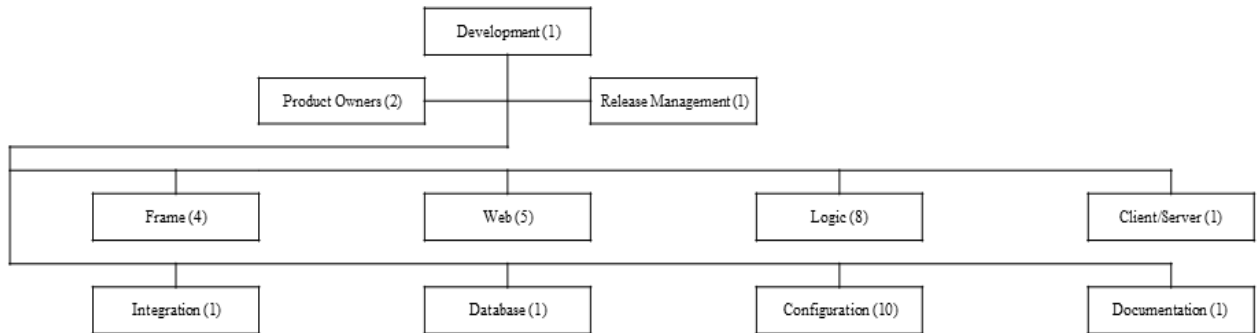 Development (1)
Product Owners (2)
Release Management (1)
Frame (4)
Web (5)
Logic (8)
Client/Server (1)
Integration (1)
Database (1)
Configuration (10)
Documentation (1)